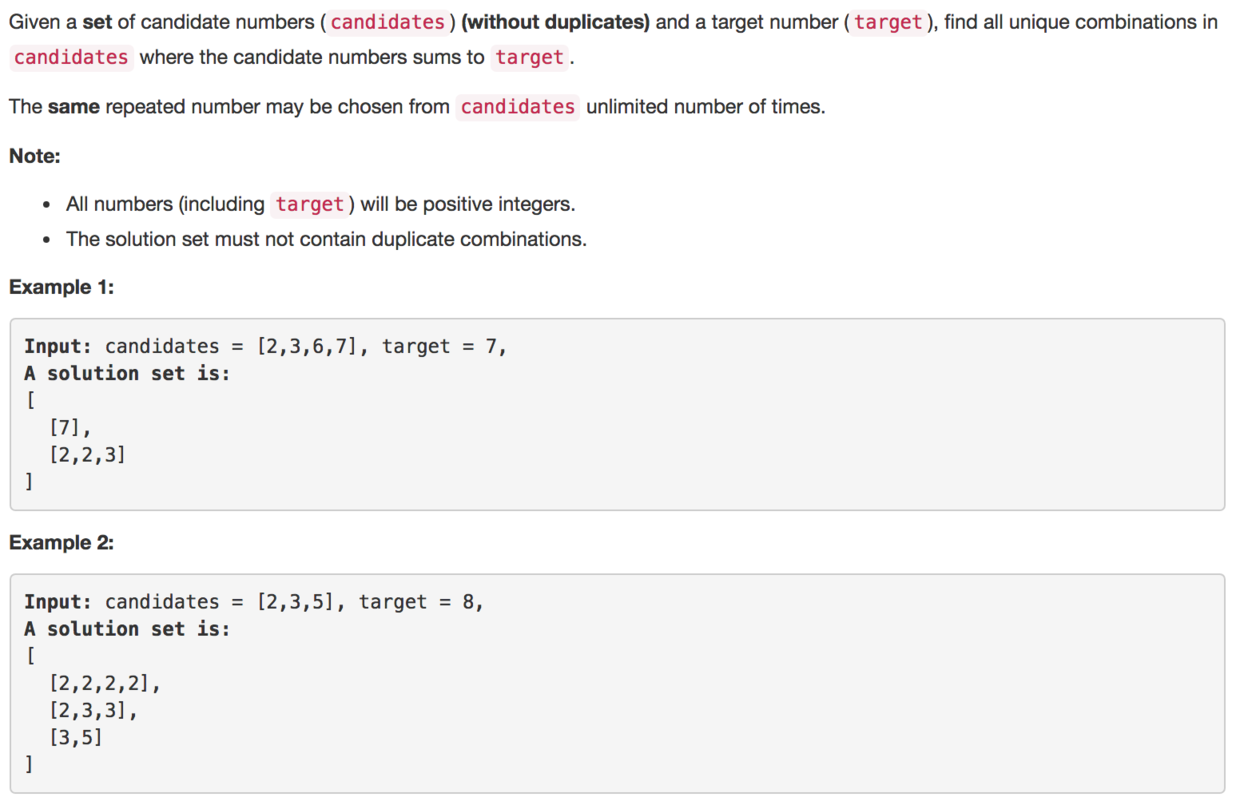 Given a set of candidate numbers (candidates) (without duplicates) and a target number (target), find all unique combinations in
candidates where the candidate numbers sums to target.
The same repeated number may be chosen from candidates unlimited number of times.
Note:
• All numbers (including target) will be positive integers.
• The solution set must not contain duplicate combinations.
Example 1:
Input: candidates = [2,3,6,7], target = 7,
A solution set is:
[
[7],
[2,2,3]
]
Example 2:
Input: candidates = [2,3,5], target = 8,
A solution set is:
[
[2,2,2,2],
[2,3,3],
[3,5]
]